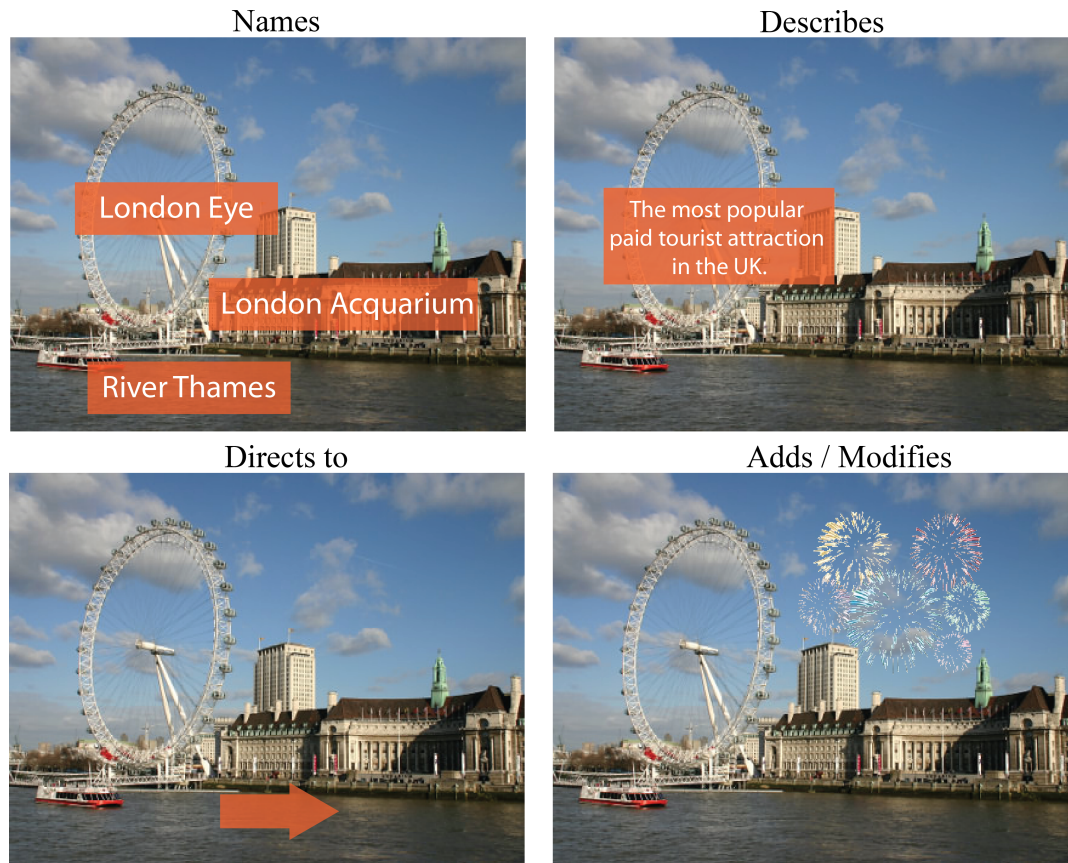 Names
Describes
London Eye
London Acquarium
River Thames
The most popular
paid tourist attraction
in the UK.
Directs to
Adds / Modifies